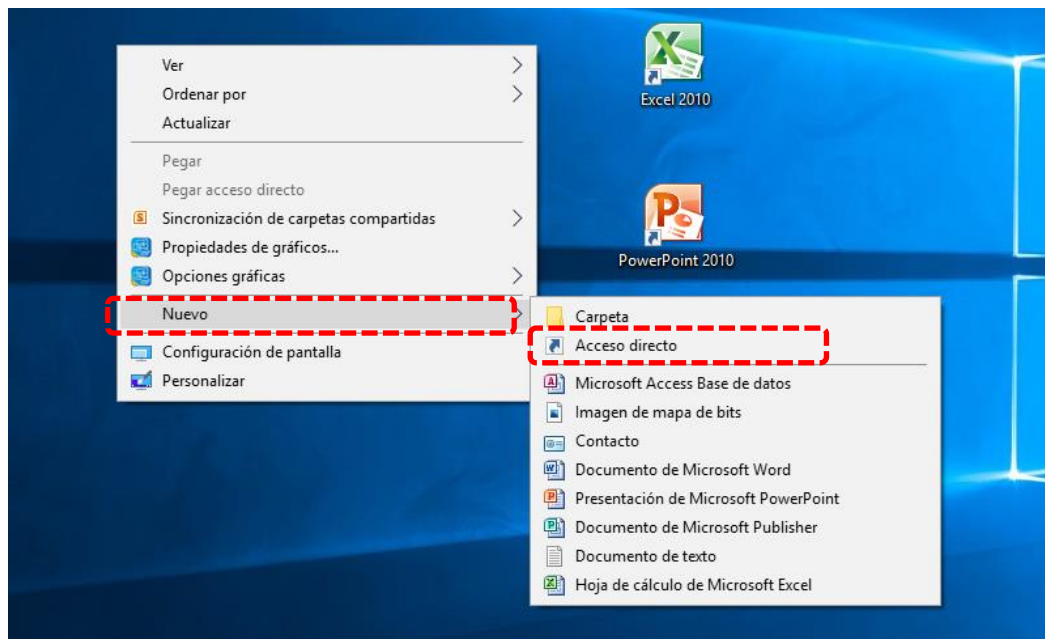 Ver
Ordenar por
Actualizar
Pegar
Pegar acceso directo
Sincronización de carpetas compartidas
Propiedades de gráficos...
Opciones gráficas
Nuevo
Configuración de pantalla
Personalizar
Excel 2010
PowerPoint 2010
Carpeta
Acceso directo
Microsoft Access Base de datos
Imagen de mapa de bits
Contacto
Documento de Microsoft Word
Presentación de Microsoft PowerPoint
Documento de Microsoft Publisher
Documento de texto
Hoja de cálculo de Microsoft Excel